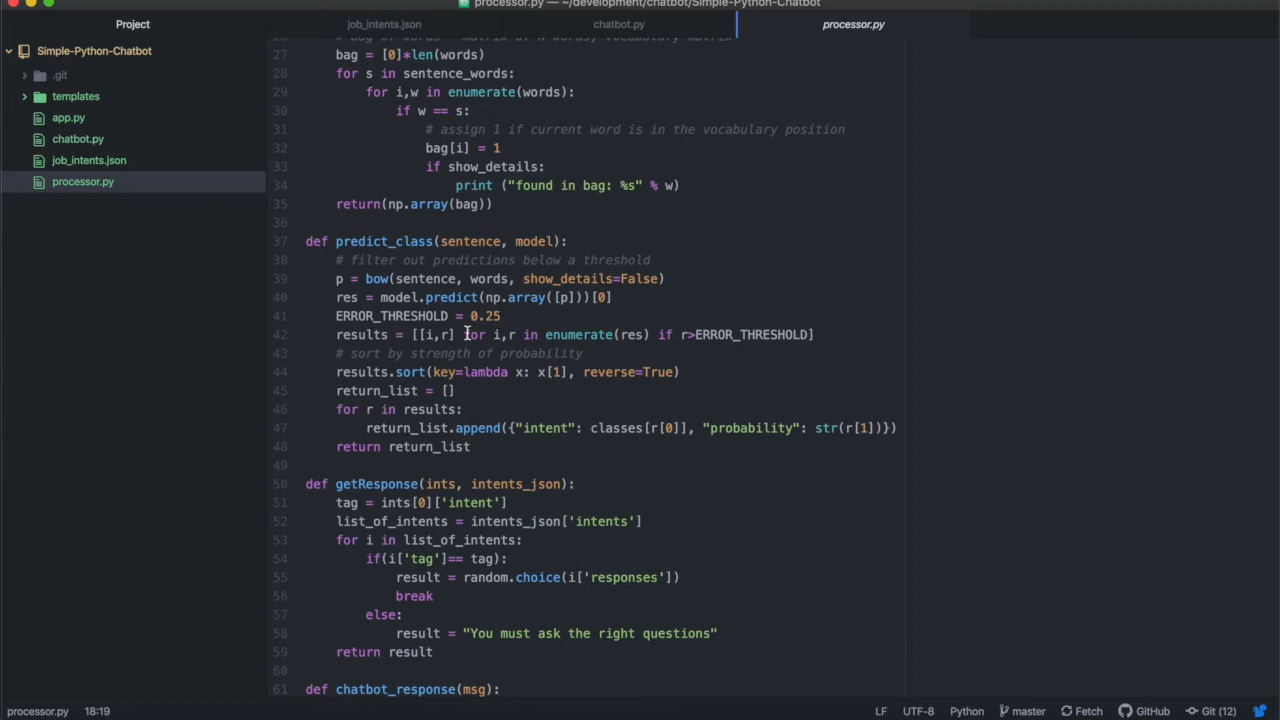 processor.py — ~/development/chatbot/Simple-Python-Chatbot
Project
job_intents.json
chatbot.py
processor.py
Simple-Python-Chatbot
.git
templates
app.py
chatbot.py
job_intents.json
processor.py
26 # bag of words - matrix of N words, vocabulary matrix
27 bag = [0]*len(words)
28 for s in sentence_words:
29 for i,w in enumerate(words):
30 if w == s:
31 # assign 1 if current word is in the vocabulary position
32 bag[i] = 1
33 if show_details:
34 print ("found in bag: %s" % w)
35 return(np.array(bag))
36
37 def predict_class(sentence, model):
38 # filter out predictions below a threshold
39 p = bow(sentence, words, show_details=False)
40 res = model.predict(np.array([p]))[0]
41 ERROR_THRESHOLD = 0.25
42 results = [[i,r] for i,r in enumerate(res) if r>ERROR_THRESHOLD]
43 # sort by strength of probability
44 results.sort(key=lambda x: x[1], reverse=True)
45 return_list = []
46 for r in results:
47 return_list.append({"intent": classes[r[0]], "probability": str(r[1])})
48 return return_list
49
50 def getResponse(ints, intents_json):
51 tag = ints[0]['intent']
52 list_of_intents = intents_json['intents']
53 for i in list_of_intents:
54 if(i['tag']== tag):
55 result = random.choice(i['responses'])
56 break
57 else:
58 result = "You must ask the right questions"
59 return result
60
61 def chatbot_response(msg):
processor.py 18:19
LF UTF-8 Python master Fetch GitHub Git (12)